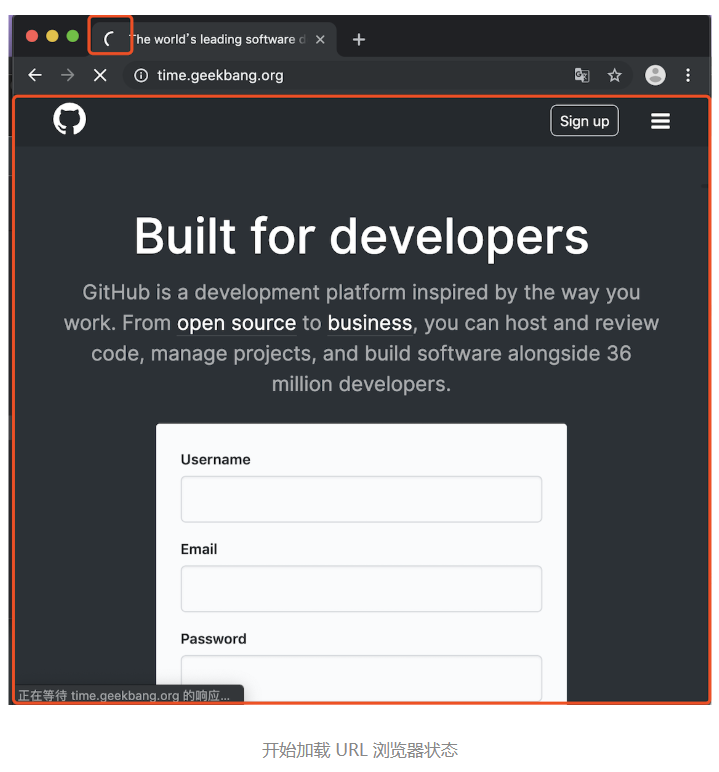 The world's leading software d
time.geekbang.org
Sign up
Built for developers
GitHub is a development platform inspired by the way you
work. From open source to business, you can host and review
code, manage projects, and build software alongside 36
million developers.
Username
Email
Password
正在等待 time.geekbang.org 的响应...
开始加载 URL 浏览器状态